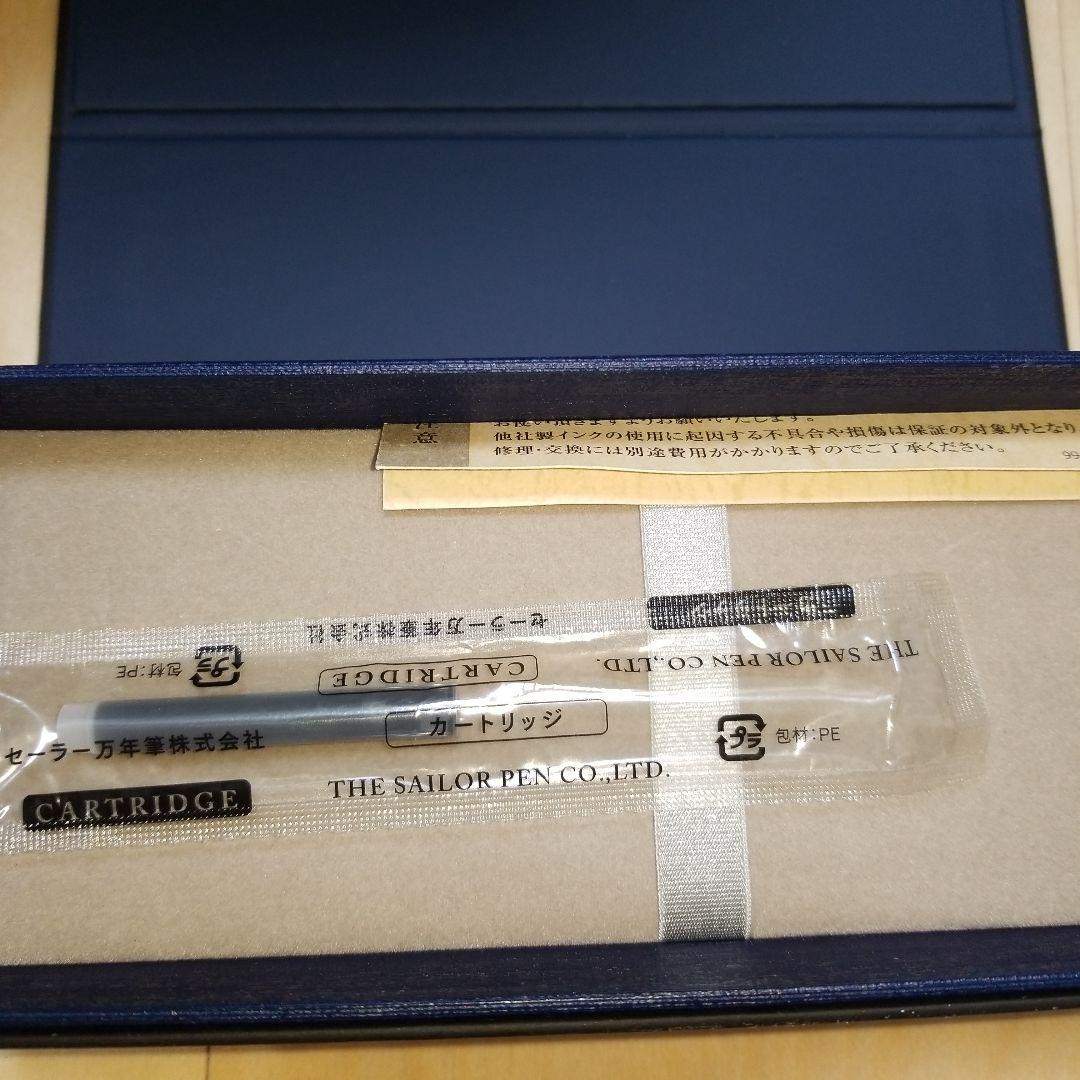 注意
お使い頂きますようお願いいたします。
他社製インクの使用に起因する不具合や損傷は保証の対象外となり
修理・交換には別途費用がかかりますのでご了承ください。
99
セーラー万年筆株式会社
THE SAILOR PEN CO.,LTD.
包材:PE
プラ
CARTRIDGE
カートリッジ
プラ
包材:PE
セーラー万年筆株式会社
THE SAILOR PEN CO.,LTD.
CARTRIDGE